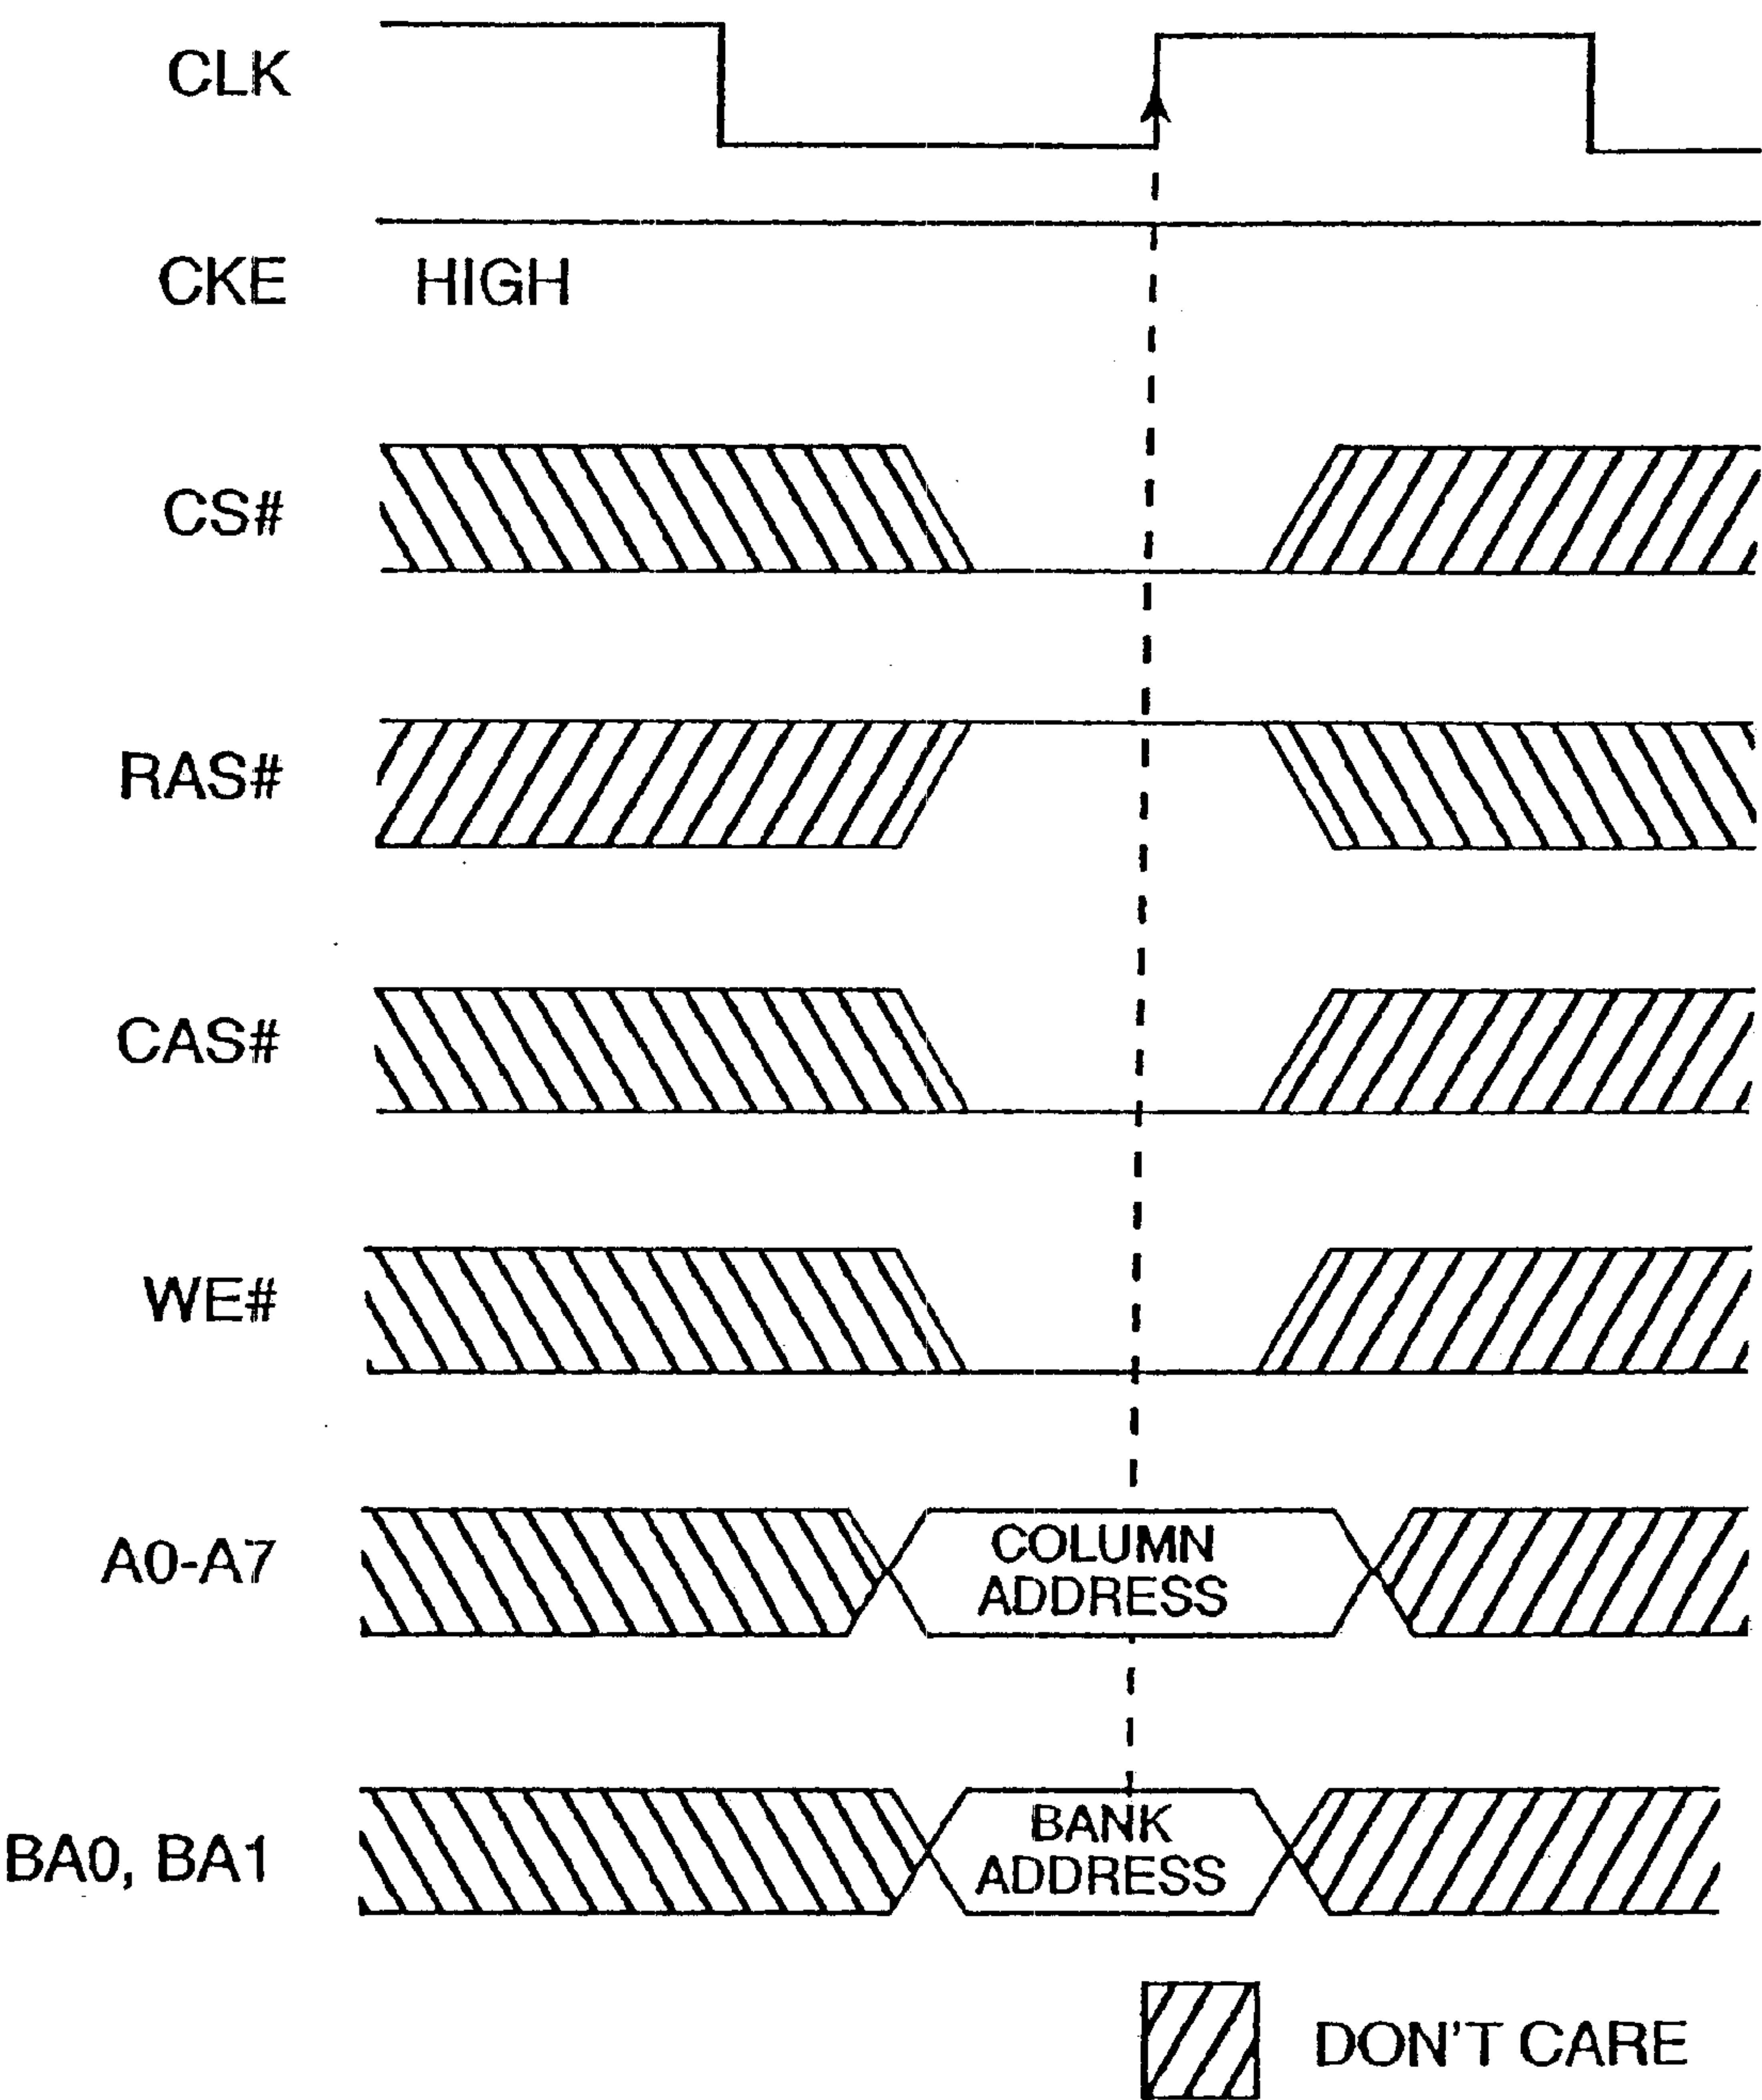 CLK
CKE HIGH
CS#
RAS#
CAS#
WE#
A0-A7
COLUMN
ADDRESS
BA0, BA1
BANK
ADDRESS
DON'T CARE